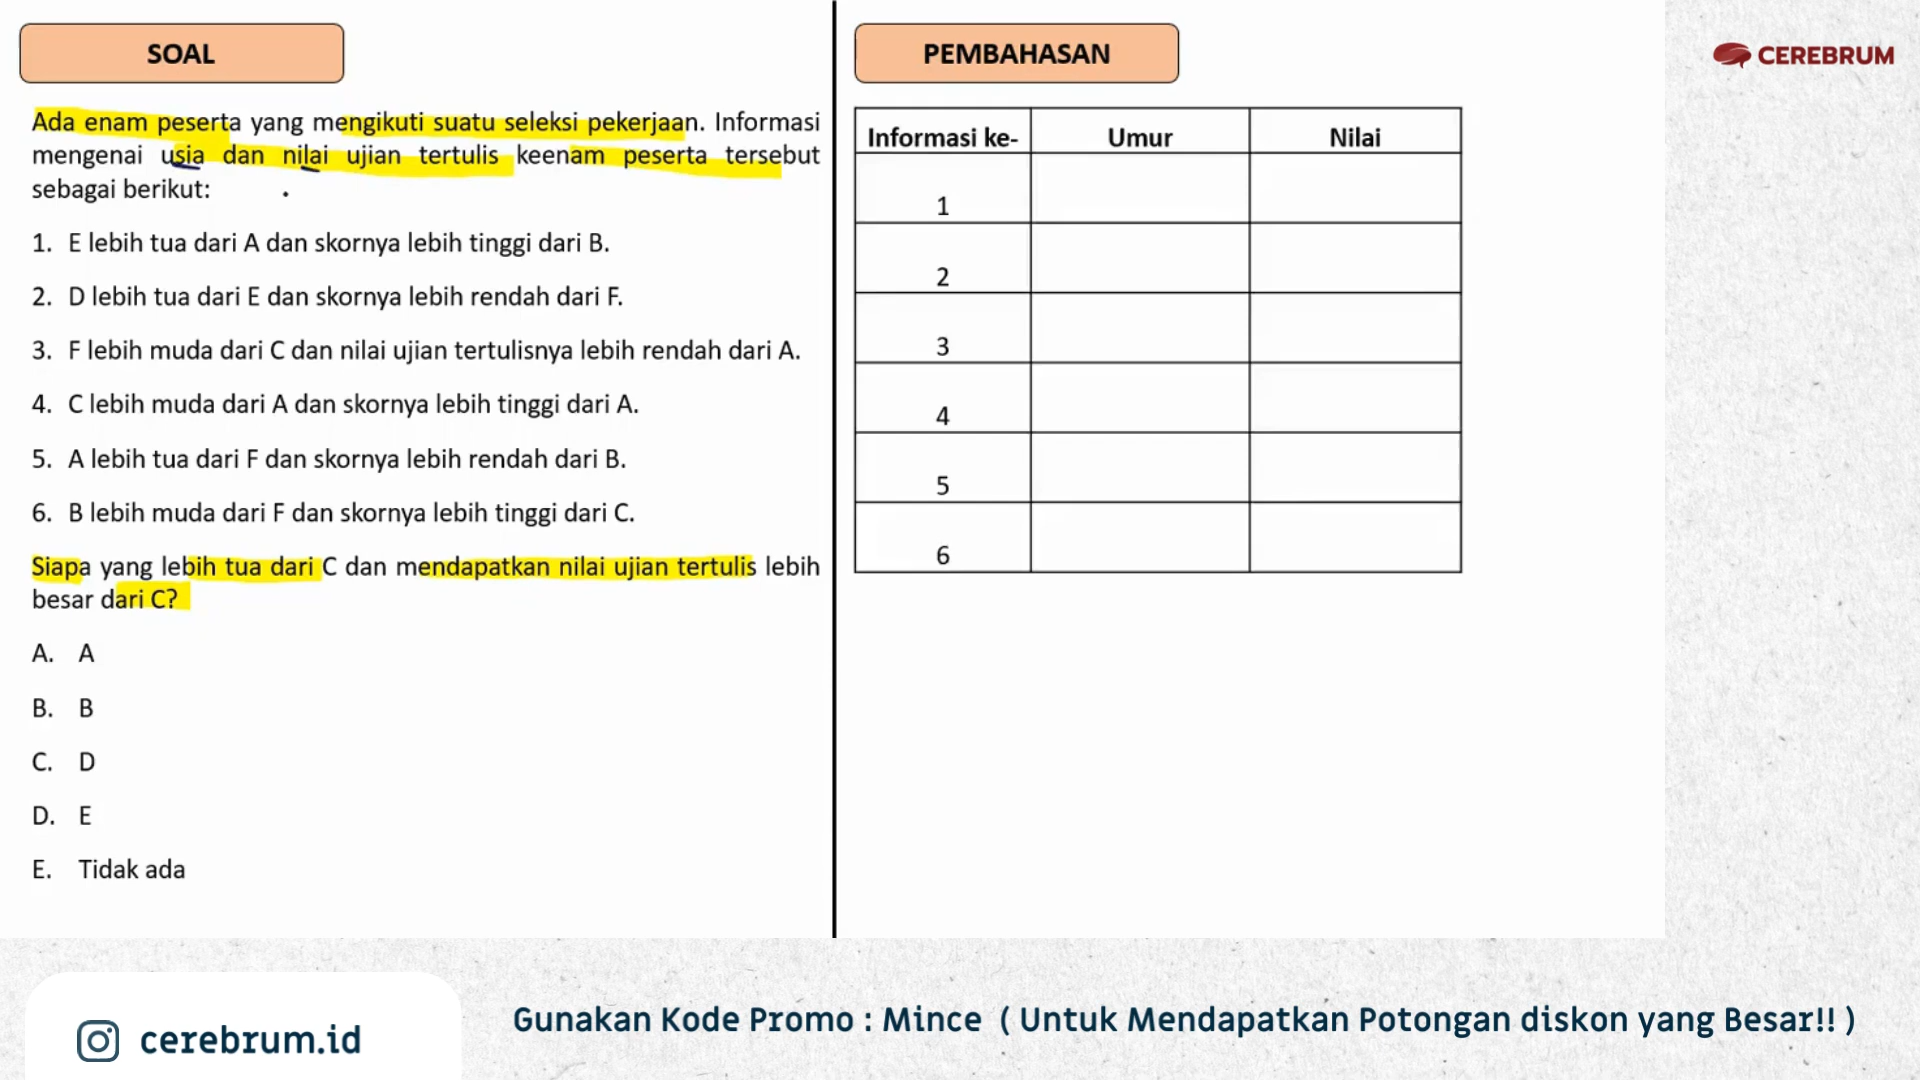 SOAL
Ada enam peserta yang mengikuti suatu seleksi pekerjaan. Informasi
mengenai usia dan nilai ujian tertulis keenam peserta tersebut
sebagai berikut:
1. E lebih tua dari A dan skornya lebih tinggi dari B.
2. D lebih tua dari E dan skornya lebih rendah dari F.
3. F lebih muda dari C dan nilai ujian tertulisnya lebih rendah dari A.
4. C lebih muda dari A dan skornya lebih tinggi dari A.
5. A lebih tua dari F dan skornya lebih rendah dari B.
6. B lebih muda dari F dan skornya lebih tinggi dari C.
Siapa yang lebih tua dari C dan mendapatkan nilai ujian tertulis lebih
besar dari C?
A. A
B. B
C. D
D. E
E. Tidak ada
PEMBAHASAN
Informasi ke- Umur Nilai
1
2
3
4
5
6
CEREBRUM
cerebrum.id
Gunakan Kode Promo : Mince ( Untuk Mendapatkan Potongan diskon yang Besar!! )